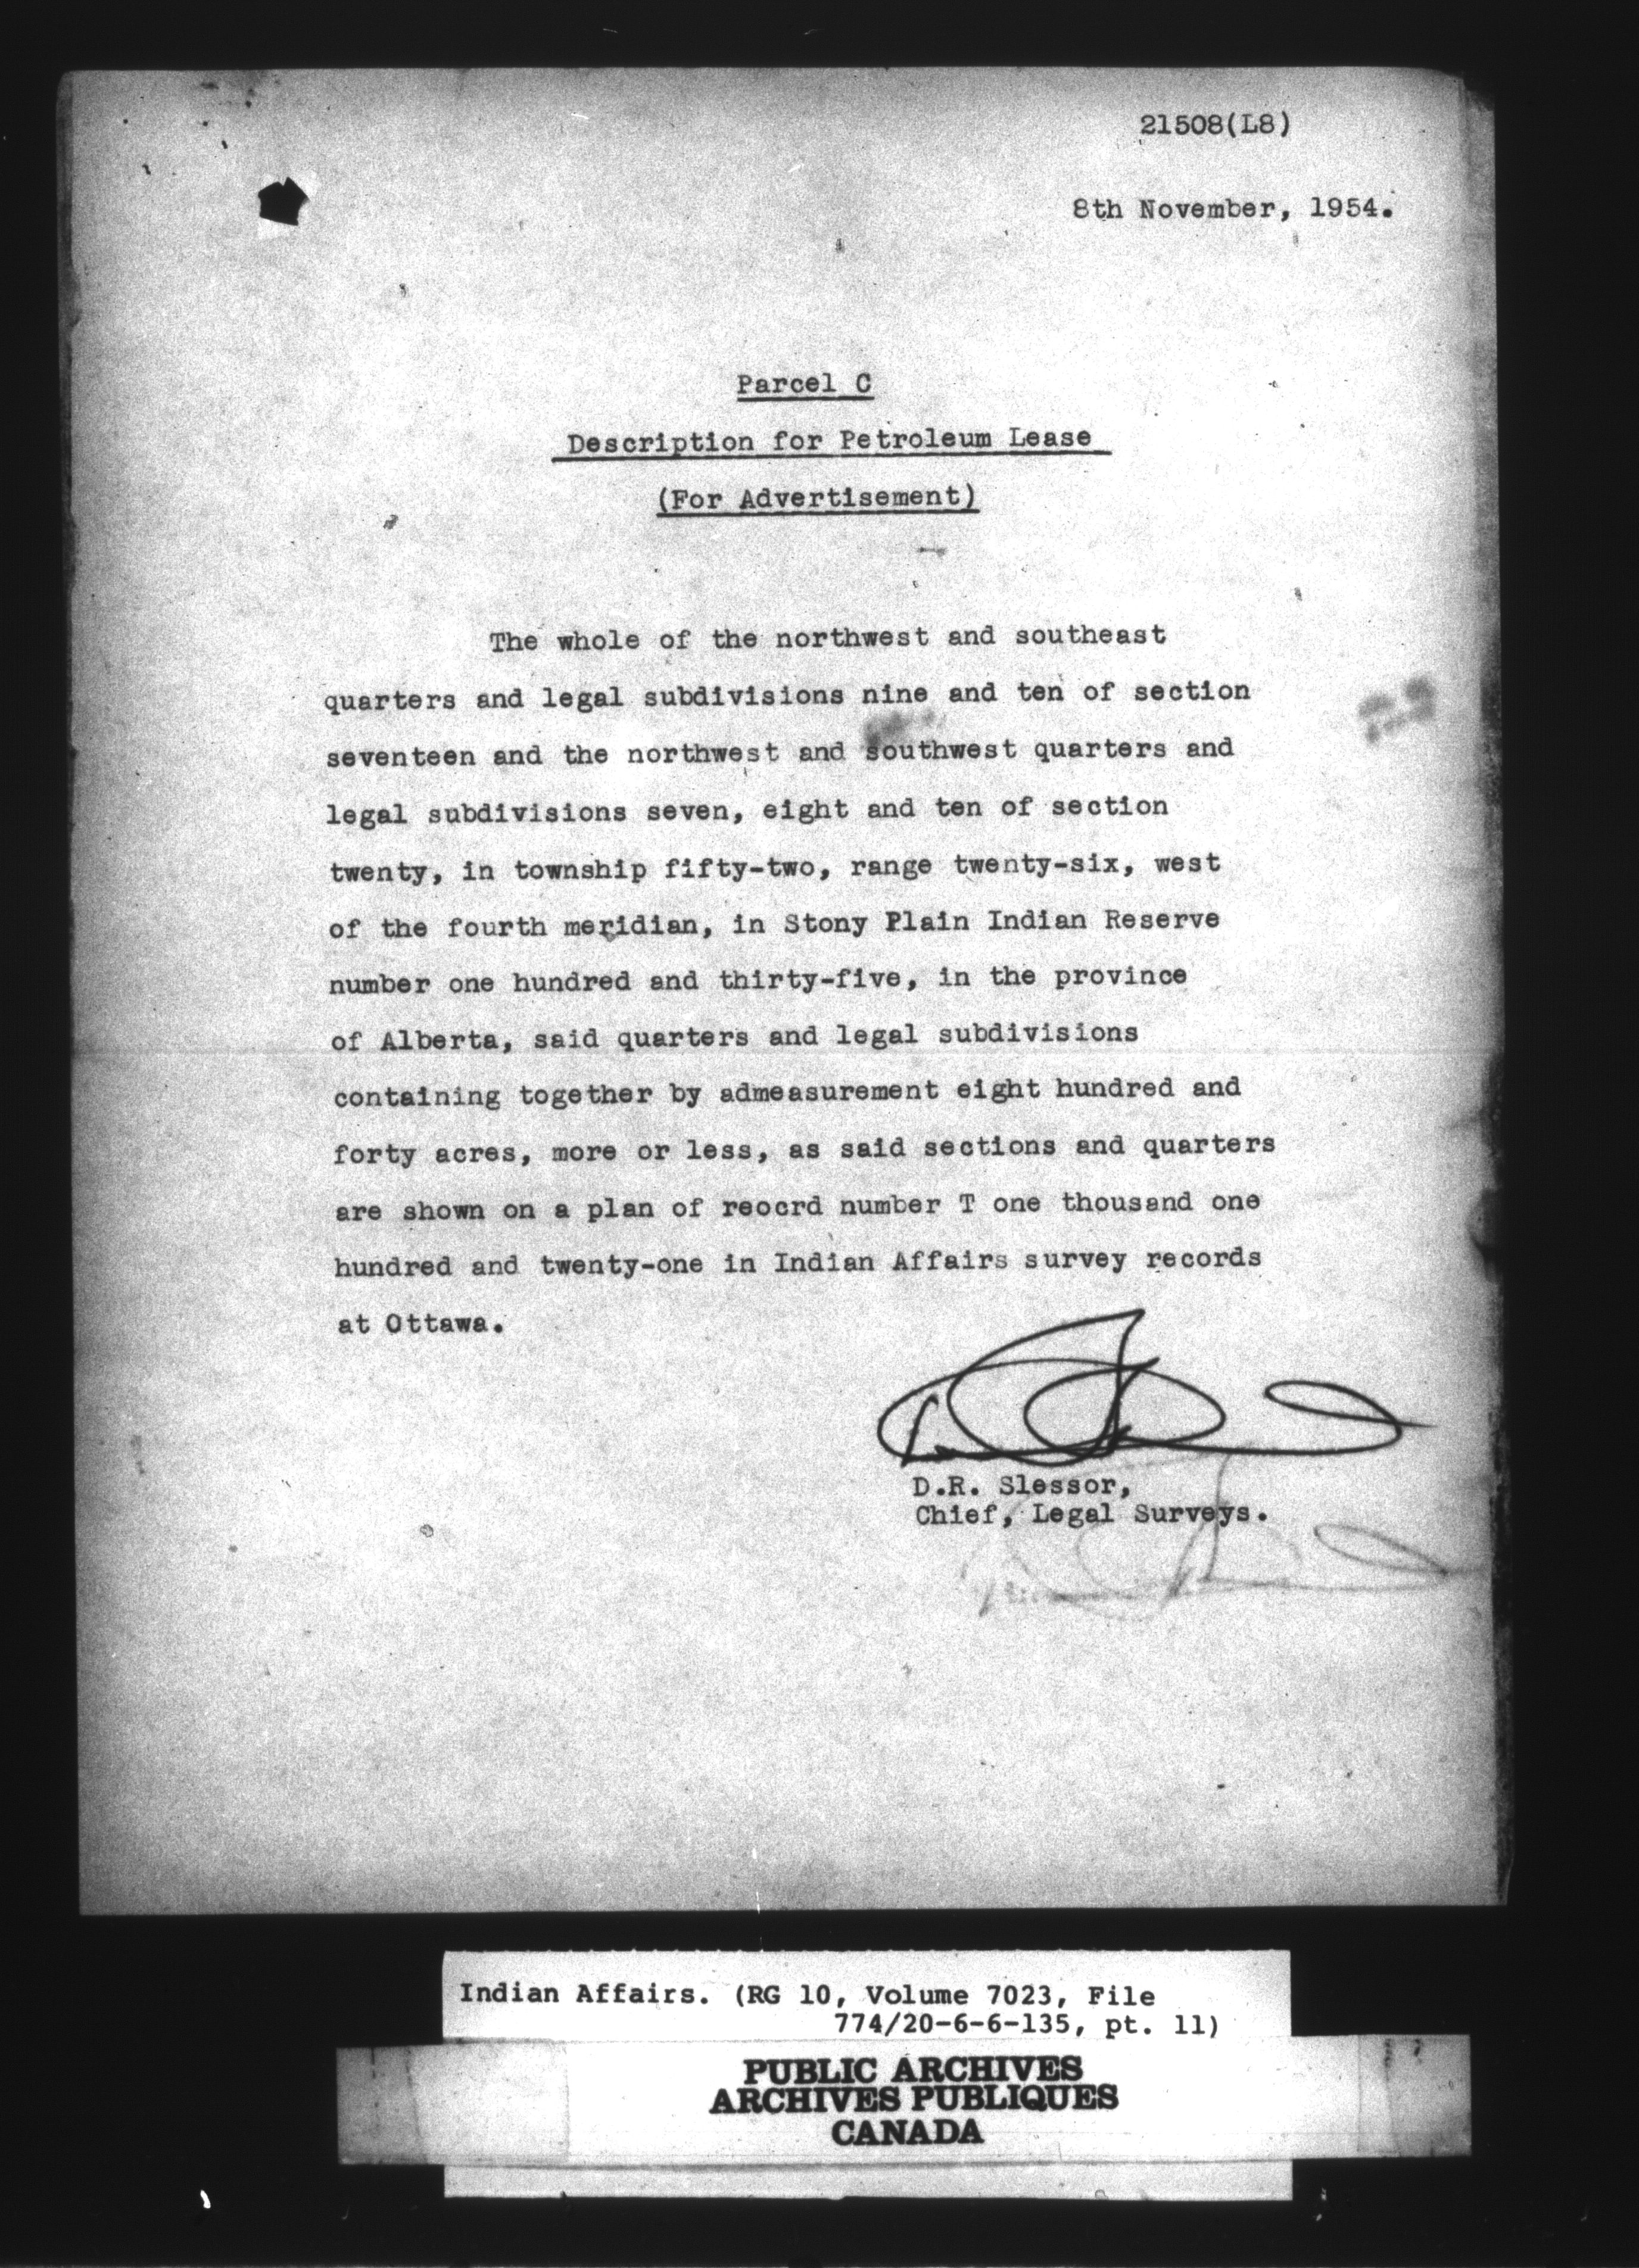 21508(L8)
8th November, 1954.
Parcel C
Description for Petroleum Lease
(For Advertisement)
The whole of the northwest and southeast
quarters and legal subdivisions nine and ten of section
seventeen and the northwest and southwest quarters and
legal subdivisions seven, eight and ten of section
twenty, in township fifty-two, range twenty-six, west
of the fourth meridian, in Stony Plain Indian Reserve
number one hundred and thirty-five, in the province
of Alberta, said quarters and legal subdivisions
containing together by admeasurement eight hundred and
forty acres, more or less, as said sections and quarters
are shown on a plan of reocrd number T one thousand one
hundred and twenty-one in Indian Affairs survey records
at Ottawa.
D.R. Slessor,
Chief, Legal Surveys.
Indian Affairs. (RG 10, Volume 7023, File
774/20-6-6-135, pt. 11)
PUBLIC ARCHIVES
ARCHIVES PUBLIQUES
CANADA